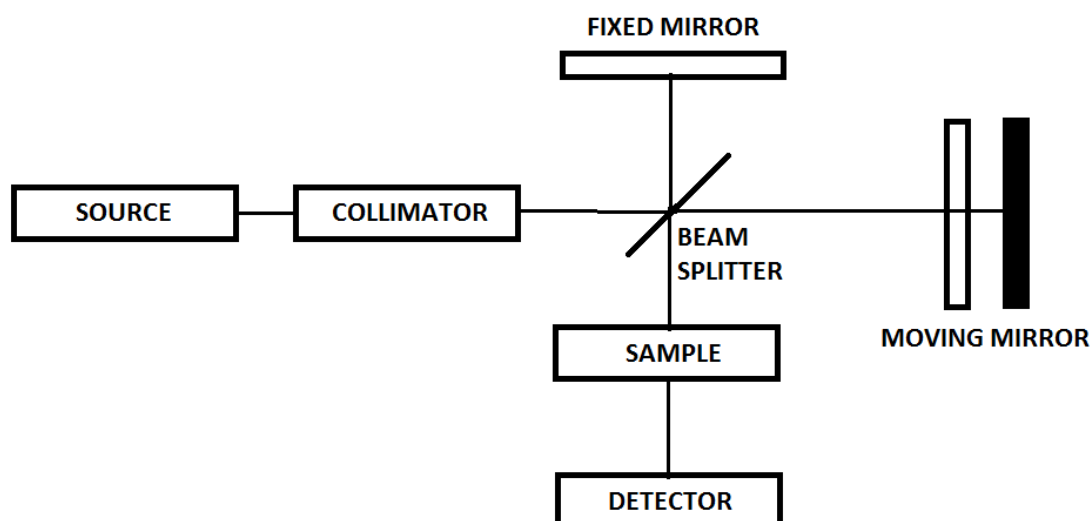 FIXED MIRROR
SOURCE
COLLIMATOR
BEAM
SPLITTER
MOVING MIRROR
SAMPLE
DETECTOR